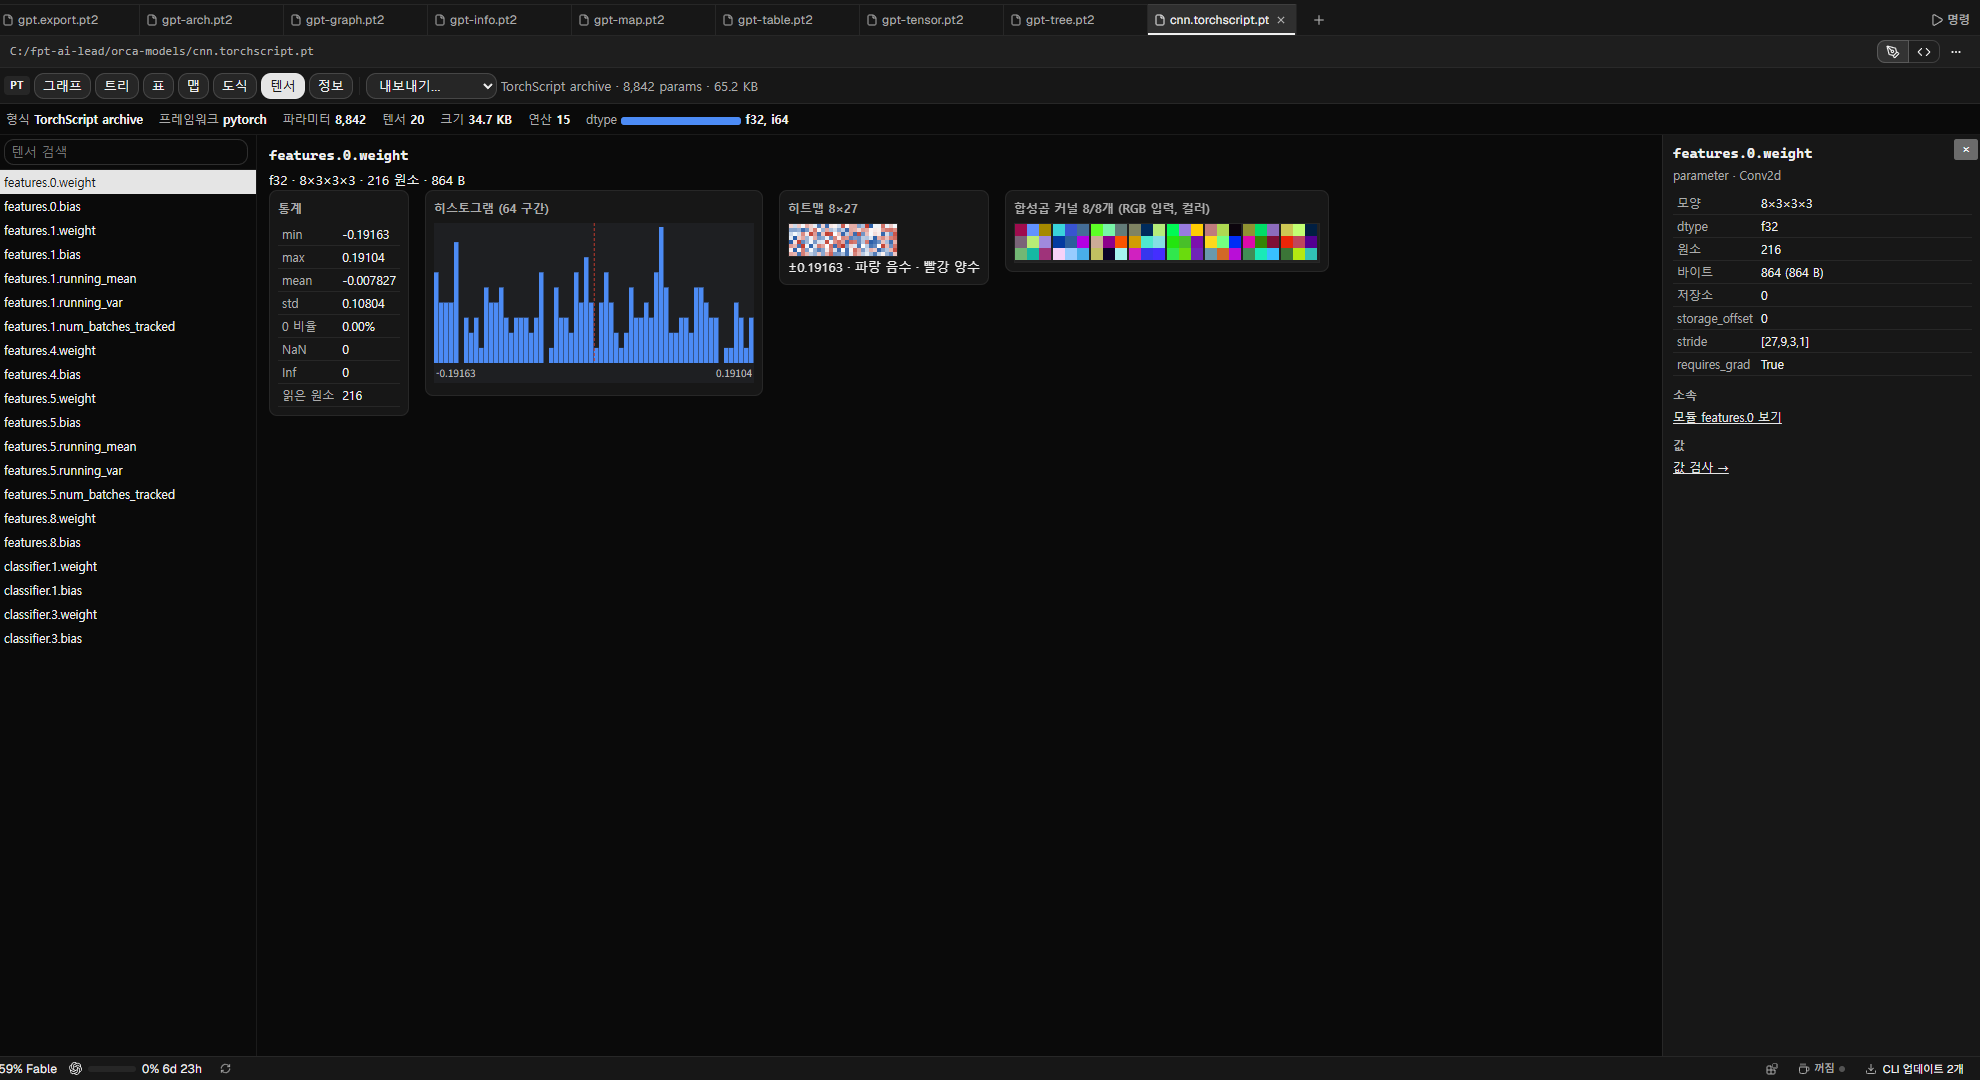 gpt.export.pt2 gpt-arch.pt2 gpt-graph.pt2 gpt-info.pt2 gpt-map.pt2 gpt-table.pt2 gpt-tensor.pt2 gpt-tree.pt2 cnn.torchscript.pt × + 명령
C:/fpt-ai-lead/orca-models/cnn.torchscript.pt
PT 그래프 트리 표 맵 도식 텐서 정보 내보내기... TorchScript archive · 8,842 params · 65.2 KB
형식 TorchScript archive 프레임워크 pytorch 파라미터 8,842 텐서 20 크기 34.7 KB 연산 15 dtype f32, i64
텐서 검색
features.0.weight
features.0.bias
features.1.weight
features.1.bias
features.1.running_mean
features.1.running_var
features.1.num_batches_tracked
features.4.weight
features.4.bias
features.5.weight
features.5.bias
features.5.running_mean
features.5.running_var
features.5.num_batches_tracked
features.8.weight
features.8.bias
classifier.1.weight
classifier.1.bias
classifier.3.weight
classifier.3.bias
features.0.weight
f32 · 8×3×3×3 · 216 원소 · 864 B
통계
min -0.19163
max 0.19104
mean -0.007827
std 0.10804
0 비율 0.00%
NaN 0
Inf 0
읽은 원소 216
히스토그램 (64 구간)
-0.19163 0.19104
히트맵 8×27
±0.19163 · 파랑 음수 · 빨강 양수
합성곱 커널 8/8개 (RGB 입력, 컬러)
features.0.weight ×
parameter · Conv2d
모양 8×3×3×3
dtype f32
원소 216
바이트 864 (864 B)
저장소 0
storage_offset 0
stride [27,9,3,1]
requires_grad True
소속
모듈 features.0 보기
값
값 검사 →
59% Fable 0% 6d 23h 꺼짐 CLI 업데이트 2개